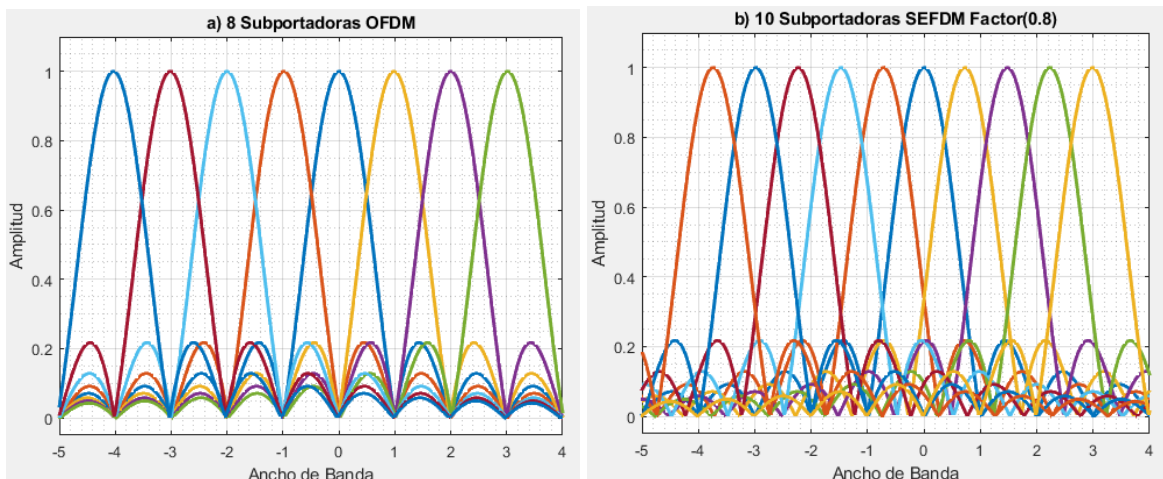 a) 8 Subportadoras OFDM
1
0.8
0.6
0.4
0.2
0
Amplitud
-5 -4 -3 -2 -1 0 1 2 3 4
Ancho de Banda
b) 10 Subportadoras SEFDM Factor(0.8)
1
0.8
0.6
0.4
0.2
0
Amplitud
-5 -4 -3 -2 -1 0 1 2 3 4
Ancho de Banda